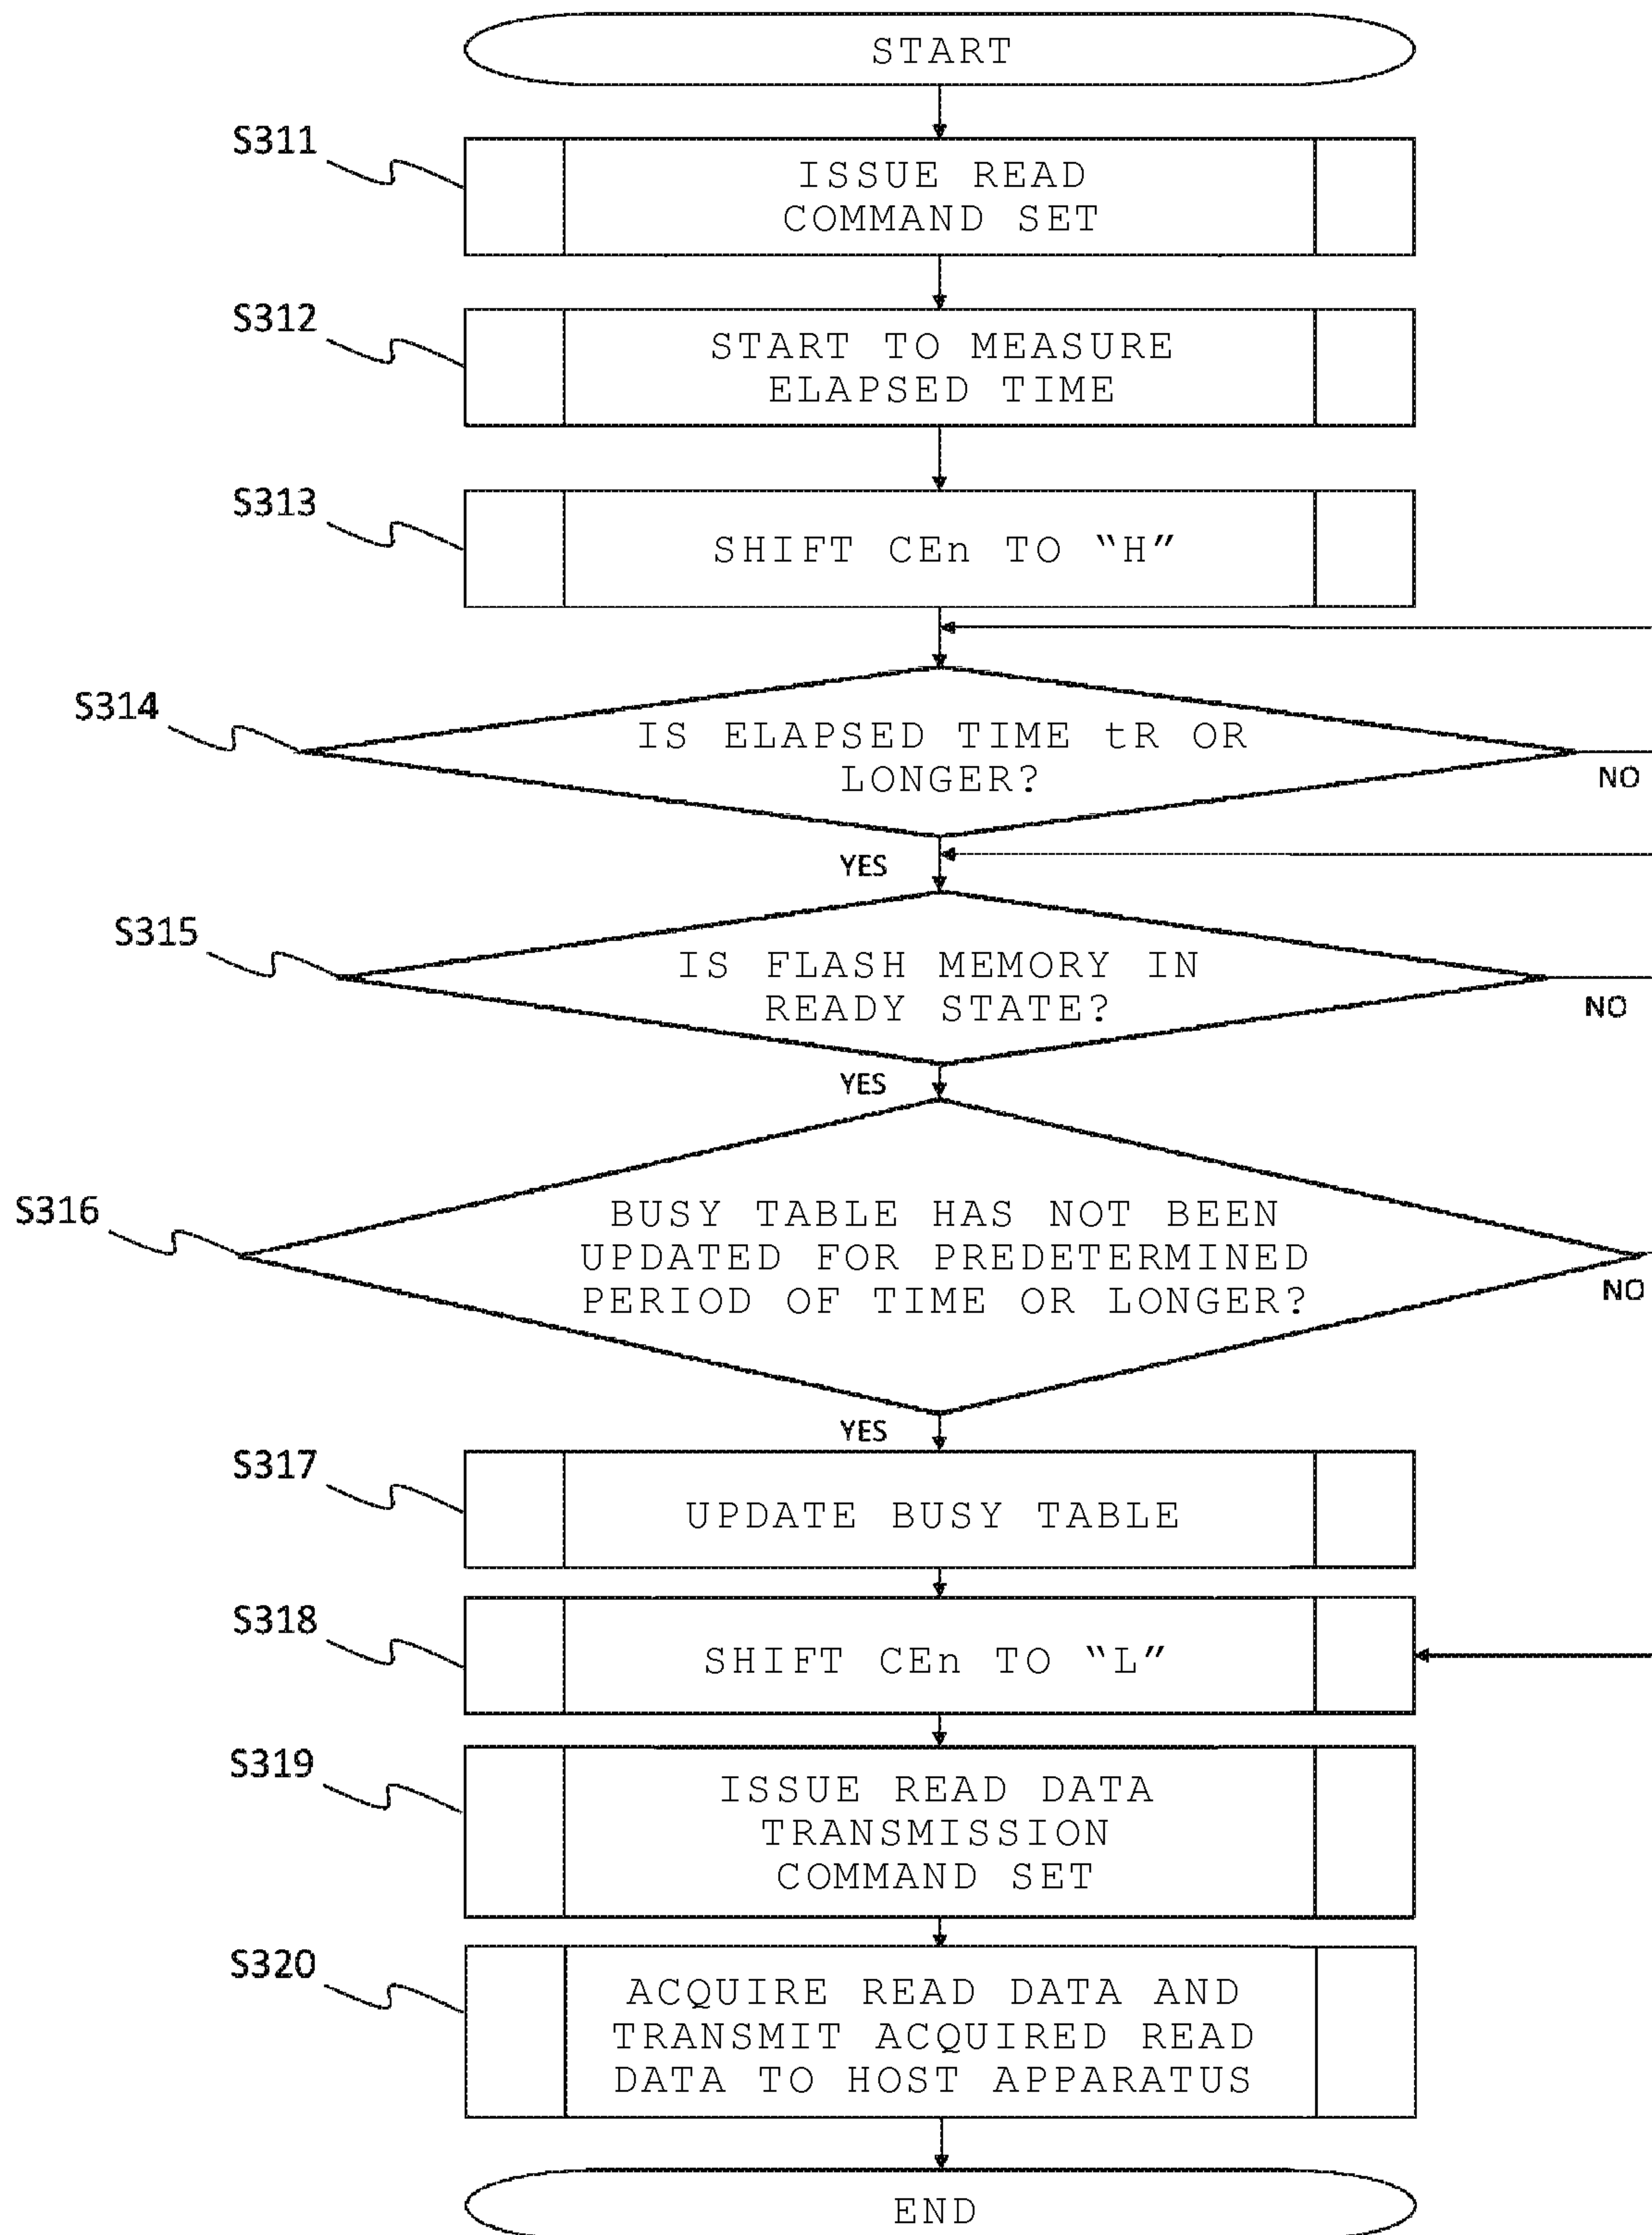 START
S311
ISSUE READ
COMMAND SET
S312
START TO MEASURE
ELAPSED TIME
S313
SHIFT CEn TO “H”
S314
IS ELAPSED TIME tR OR
LONGER?
NO
YES
S315
IS FLASH MEMORY IN
READY STATE?
NO
YES
S316
BUSY TABLE HAS NOT BEEN
UPDATED FOR PREDETERMINED
PERIOD OF TIME OR LONGER?
NO
YES
S317
UPDATE BUSY TABLE
S318
SHIFT CEn TO “L”
S319
ISSUE READ DATA
TRANSMISSION
COMMAND SET
S320
ACQUIRE READ DATA AND
TRANSMIT ACQUIRED READ
DATA TO HOST APPARATUS
END